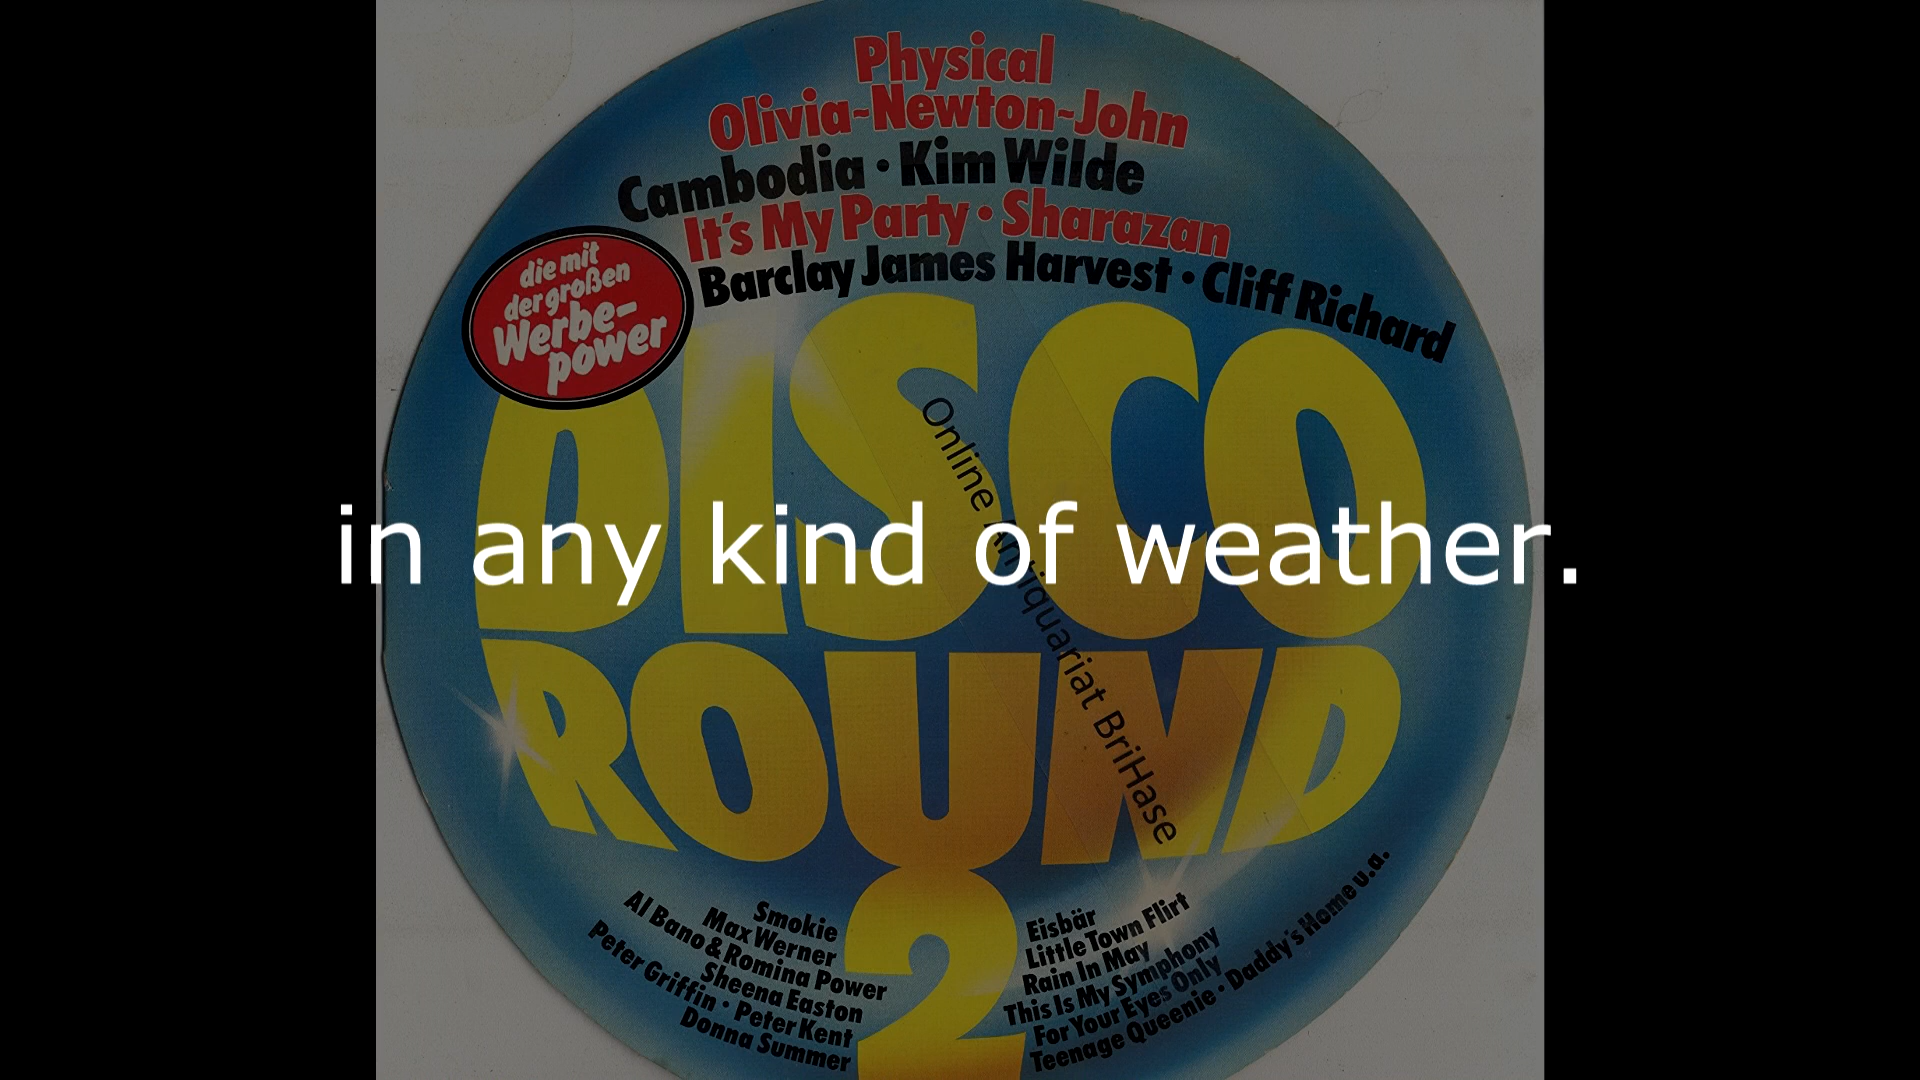 Physical
Olivia~Newton~John
Cambodia · Kim Wilde
It's My Party · Sharazan
Barclay James Harvest · Cliff Richard
die mit
der großen
Werbe-
power
DISCO
in any kind of weather.
ROUND
2
Online Antiquariat BriHase
Smokie
Max Werner
Al Bano & Romina Power
Sheena Easton
Peter Griffin · Peter Kent
Donna Summer
Eisbär
Little Town Flirt
Rain In May
This Is My Symphony
For Your Eyes Only
Teenage Queenie · Daddy's Home u.a.